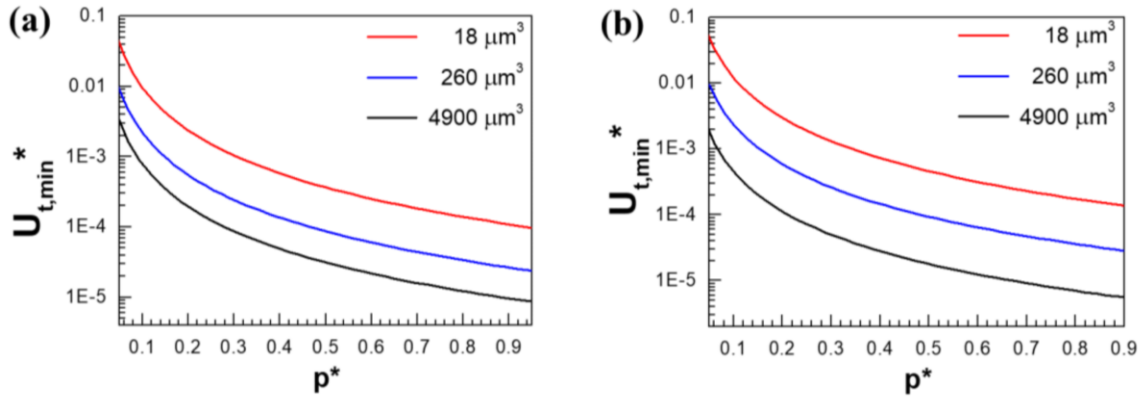 (a)
0.1
0.01
1E-3
1E-4
1E-5
U_{t,min}*
18 μm³
260 μm³
4900 μm³
0.1 0.2 0.3 0.4 0.5 0.6 0.7 0.8 0.9
p*
(b)
0.1
0.01
1E-3
1E-4
1E-5
U_{t,min}*
18 μm³
260 μm³
4900 μm³
0.1 0.2 0.3 0.4 0.5 0.6 0.7 0.8 0.9
p*